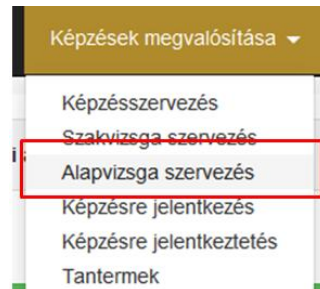 Képzések megvalósítása
Képzésszervezés
Szakvizsga szervezés
Alapvizsga szervezés
Képzésre jelentkezés
Képzésre jelentkeztetés
Tantermek